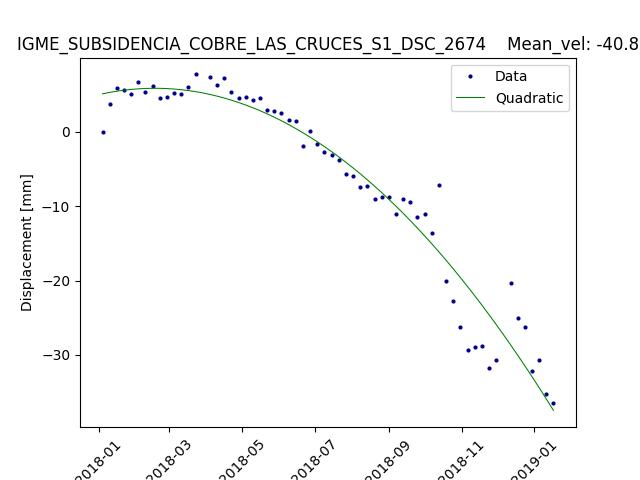 IGME_SUBSIDENCIA_COBRE_LAS_CRUCES_S1_DSC_2674 Mean_vel: -40.8
Data
Quadratic
Displacement [mm]
0
−10
−20
−30
2018-01
2018-03
2018-05
2018-07
2018-09
2018-11
2019-01